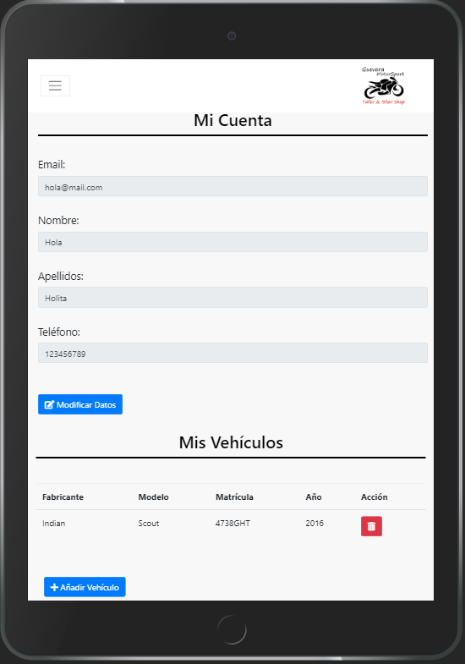 Guevara
MotorSport
Taller & Biker Shop
Mi Cuenta
Email:
hola@mail.com
Nombre:
Hola
Apellidos:
Holita
Teléfono:
123456789
Modificar Datos
Mis Vehículos
Fabricante Modelo Matrícula Año Acción
Indian Scout 4738GHT 2016
Añadir Vehículo